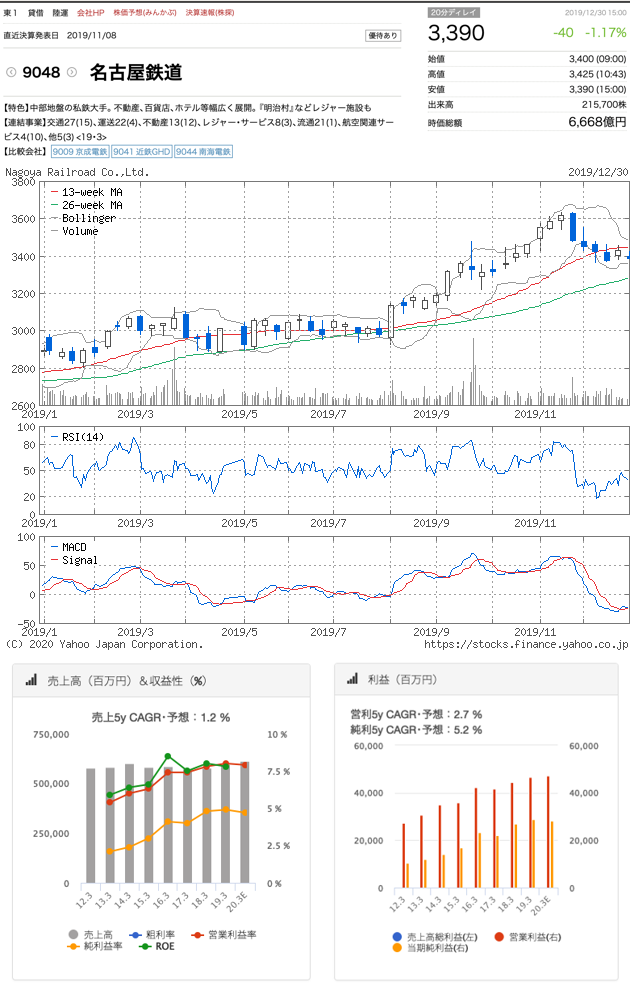 東1 貸借 陸運 会社HP 株価予想(みんかぶ) 決算速報(株探)
20分ディレイ 2019/12/30 15:00
直近決算発表日 2019/11/08 優待あり
3,390 -40 -1.17%
9048 名古屋鉄道
始値 3,400 (09:00)
高値 3,425 (10:43)
安値 3,390 (15:00)
出来高 215,700株
時価総額 6,668億円
【特色】中部地盤の私鉄大手。不動産、百貨店、ホテル等幅広く展開。『明治村』などレジャー施設も
【連結事業】交通27(15)、運送22(4)、不動産13(12)、レジャー・サービス8(3)、流通21(1)、航空関連サー
ビス4(10)、他5(3) <19・3>
【比較会社】 9009 京成電鉄 9041 近鉄GHD 9044 南海電鉄
Nagoya Railroad Co.,Ltd. 2019/12/30
3800
3600
3400
3200
3000
2800
2600
13-week MA
26-week MA
Bollinger
Volume
2019/1 2019/3 2019/5 2019/7 2019/9 2019/11
100
80
50
20
0
RSI(14)
2019/1 2019/3 2019/5 2019/7 2019/9 2019/11
100
50
0
-50
MACD
Signal
2019/1 2019/3 2019/5 2019/7 2019/9 2019/11
(C) 2020 Yahoo Japan Corporation. https://stocks.finance.yahoo.co.jp
売上高（百万円）＆収益性（%）
売上5y CAGR・予想：1.2 %
750,000 10 %
500,000 7.5 %
5 %
250,000 2.5 %
0 0 %
12.3 13.3 14.3 15.3 16.3 17.3 18.3 19.3 20.3E
売上高 粗利率 営業利益率
純利益率 ROE
利益（百万円）
営利5y CAGR・予想：2.7 %
純利5y CAGR・予想：5.2 %
60,000 60,000
40,000 40,000
20,000 20,000
0 0
12.3 13.3 14.3 15.3 16.3 17.3 18.3 19.3 20.3E
売上高総利益(左) 営業利益(右)
当期純利益(右)